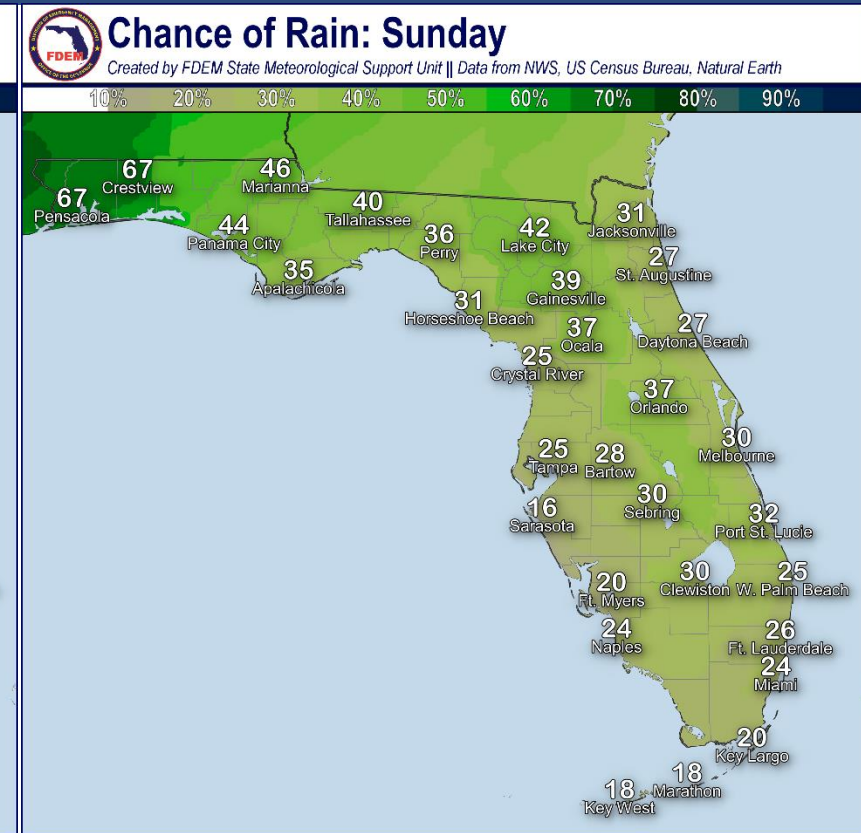 FDEM
Chance of Rain: Sunday
Created by FDEM State Meteorological Support Unit || Data from NWS, US Census Bureau, Natural Earth
10% 20% 30% 40% 50% 60% 70% 80% 90%
67
Crestview
46
Marianna
67
Pensacola
44
Panama City
40
Tallahassee
35
Apalachicola
36
Perry
42
Lake City
31
Jacksonville
27
St. Augustine
39
Gainesville
31
Horseshoe Beach
37
Ocala
27
Daytona Beach
25
Crystal River
37
Orlando
25
Tampa
28
Bartow
30
Melbourne
16
Sarasota
30
Sebring
32
Port St. Lucie
20
Ft. Myers
30
Clewiston
25
W. Palm Beach
24
Naples
26
Ft. Lauderdale
24
Miami
20
Key Largo
18
Marathon
18
Key West